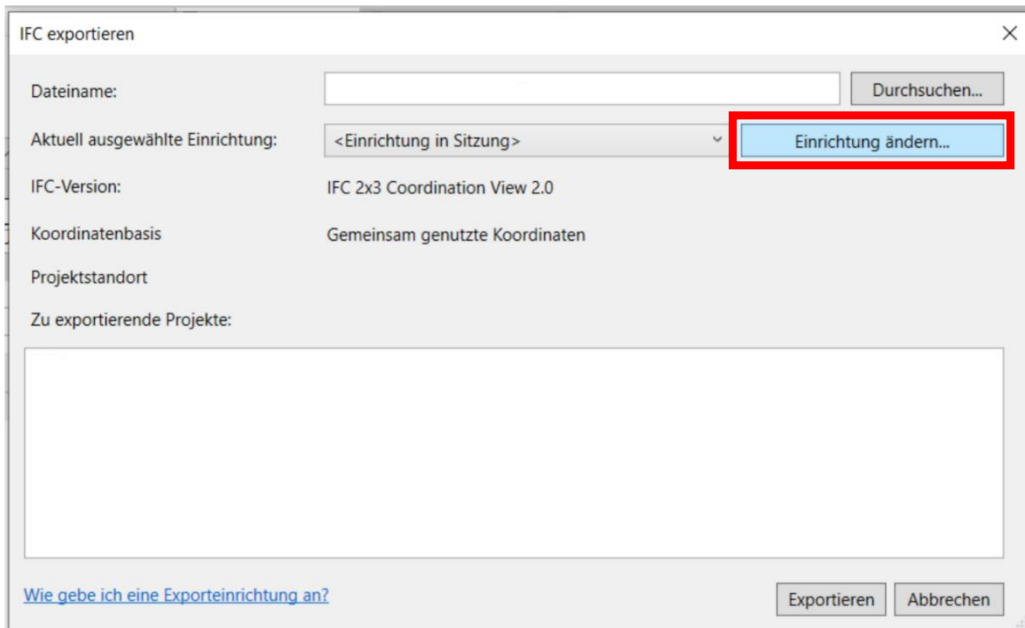 IFC exportieren
Dateiname:
Durchsuchen...
Aktuell ausgewählte Einrichtung:
<Einrichtung in Sitzung>
Einrichtung ändern...
IFC-Version:
IFC 2x3 Coordination View 2.0
Koordinatenbasis
Gemeinsam genutzte Koordinaten
Projektstandort
Zu exportierende Projekte:
Wie gebe ich eine Exporteinrichtung an?
Exportieren
Abbrechen